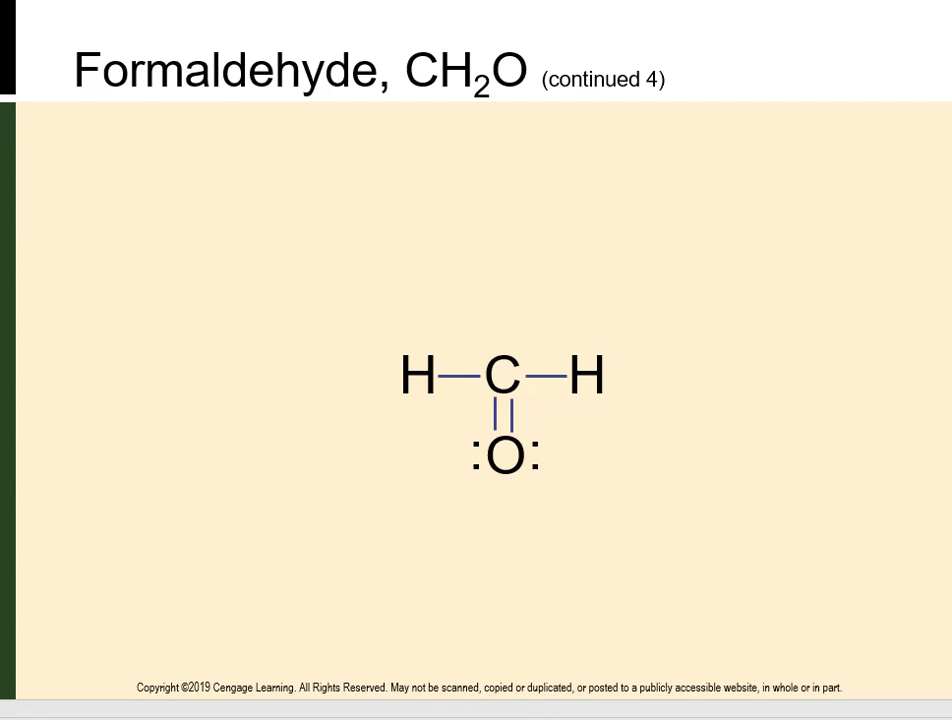 Formaldehyde, CH₂O (continued 4)
H—C—H
:O:
Copyright ©2019 Cengage Learning. All Rights Reserved. May not be scanned, copied or duplicated, or posted to a publicly accessible website, in whole or in part.